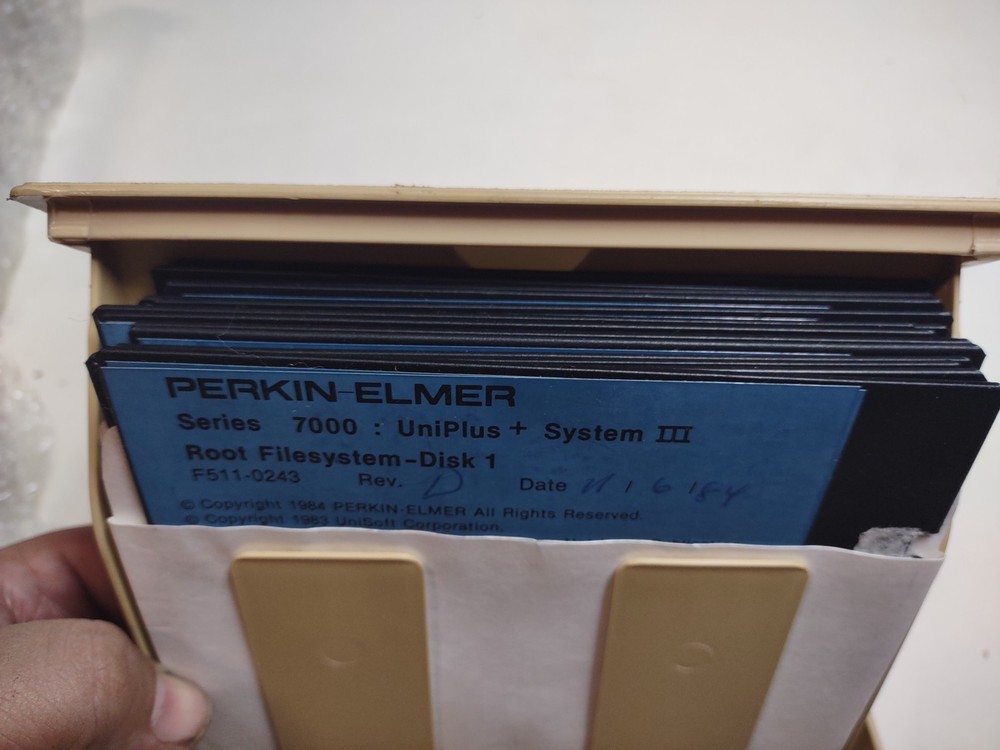 PERKIN-ELMER
Series 7000 : UniPlus+ System III
Root Filesystem-Disk 1
F511-0243 Rev. D Date 11/6/84
© Copyright 1984 PERKIN-ELMER All Rights Reserved.
© Copyright 1983 UniSoft Corporation.